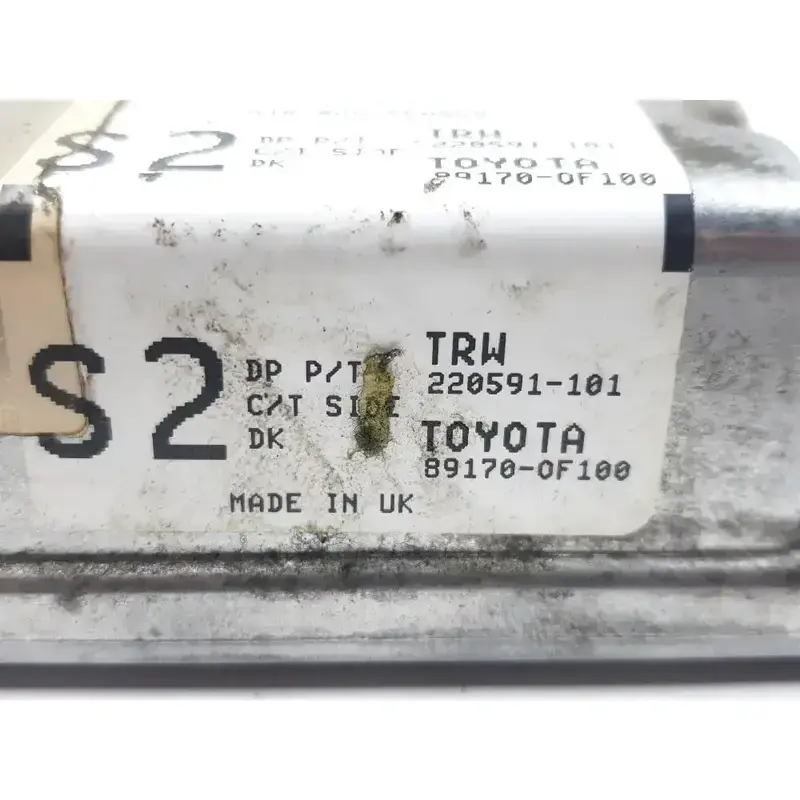 S2
DP P/T
TRW
220591-101
DK
TOYOTA
89170-0F100
S2
DP P/T
TRW
220591-101
C/T SIDE
DK
TOYOTA
89170-0F100
MADE IN UK